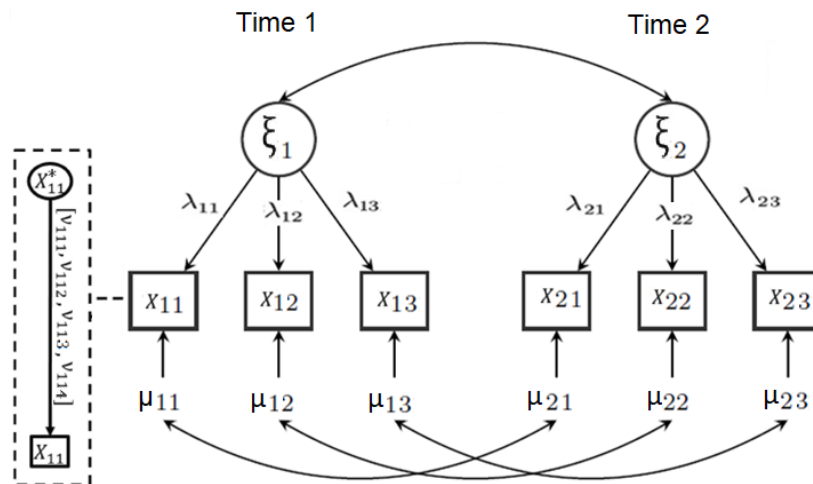 Time 1 Time 2
ξ₁ ξ₂
X*₁₁
[ν₁₁₁, ν₁₁₂, ν₁₁₃, ν₁₁₄]
X₁₁
λ₁₁ λ₁₂ λ₁₃ λ₂₁ λ₂₂ λ₂₃
x₁₁ x₁₂ x₁₃ x₂₁ x₂₂ x₂₃
μ₁₁ μ₁₂ μ₁₃ μ₂₁ μ₂₂ μ₂₃